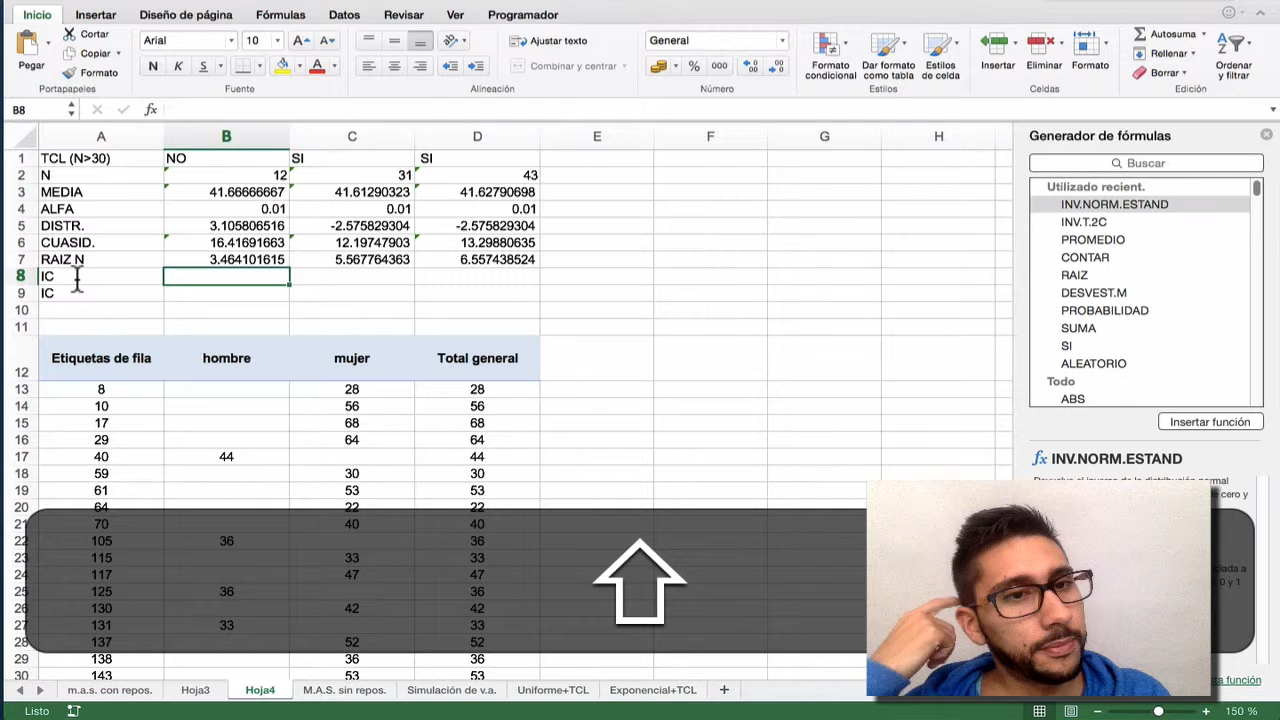 Inicio Insertar Diseño de página Fórmulas Datos Revisar Ver Programador
Pegar Cortar Copiar Formato Portapapeles
Arial 10 A A N K S A Fuente
Ajustar texto Combinar y centrar Alineación
General % 000 Número
Formato condicional Dar formato como tabla Estilos de celda Estilos
Insertar Eliminar Formato Celdas
Autosuma Rellenar Borrar Ordenar y filtrar Edición
B8 fx
A B C D E F G H
1 TCL (N>30) NO SI SI
2 N 12 31 43
3 MEDIA 41.66666667 41.61290323 41.62790698
4 ALFA 0.01 0.01 0.01
5 DISTR. 3.105806516 -2.575829304 -2.575829304
6 CUASID. 16.41691663 12.19747903 13.29880635
7 RAIZ N 3.464101615 5.567764363 6.557438524
8 IC
9 IC
10
11
12 Etiquetas de fila hombre mujer Total general
13 8 28 28
14 10 56 56
15 17 68 68
16 29 64 64
17 40 44 44
18 59 30 30
19 61 53 53
20 64 22 22
21 70 40 40
22 105 36 36
23 115 33 33
24 117 47 47
25 125 36 36
26 130 42 42
27 131 33 33
28 137 52 52
29 138 36 36
30 143 53 53
Generador de fórmulas
Buscar
Utilizado recient.
INV.NORM.ESTAND
INV.T.2C
PROMEDIO
CONTAR
RAIZ
DESVEST.M
PROBABILIDAD
SUMA
SI
ALEATORIO
Todo
ABS
Insertar función
fx INV.NORM.ESTAND
m.a.s. con repos. Hoja3 Hoja4 M.A.S. sin repos. Simulación de v.a. Uniforme+TCL Exponencial+TCL +
Listo 150 %